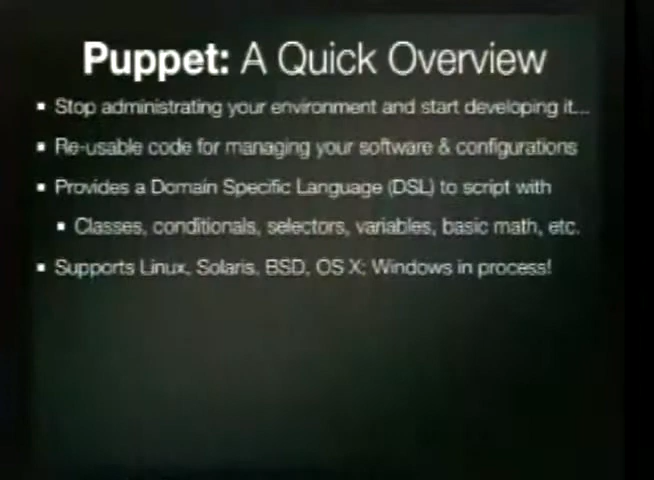 Puppet: A Quick Overview
Stop administrating your environment and start developing it...
Re-usable code for managing your software & configurations
Provides a Domain Specific Language (DSL) to script with
Classes, conditionals, selectors, variables, basic math, etc.
Supports Linux, Solaris, BSD, OS X; Windows in process!